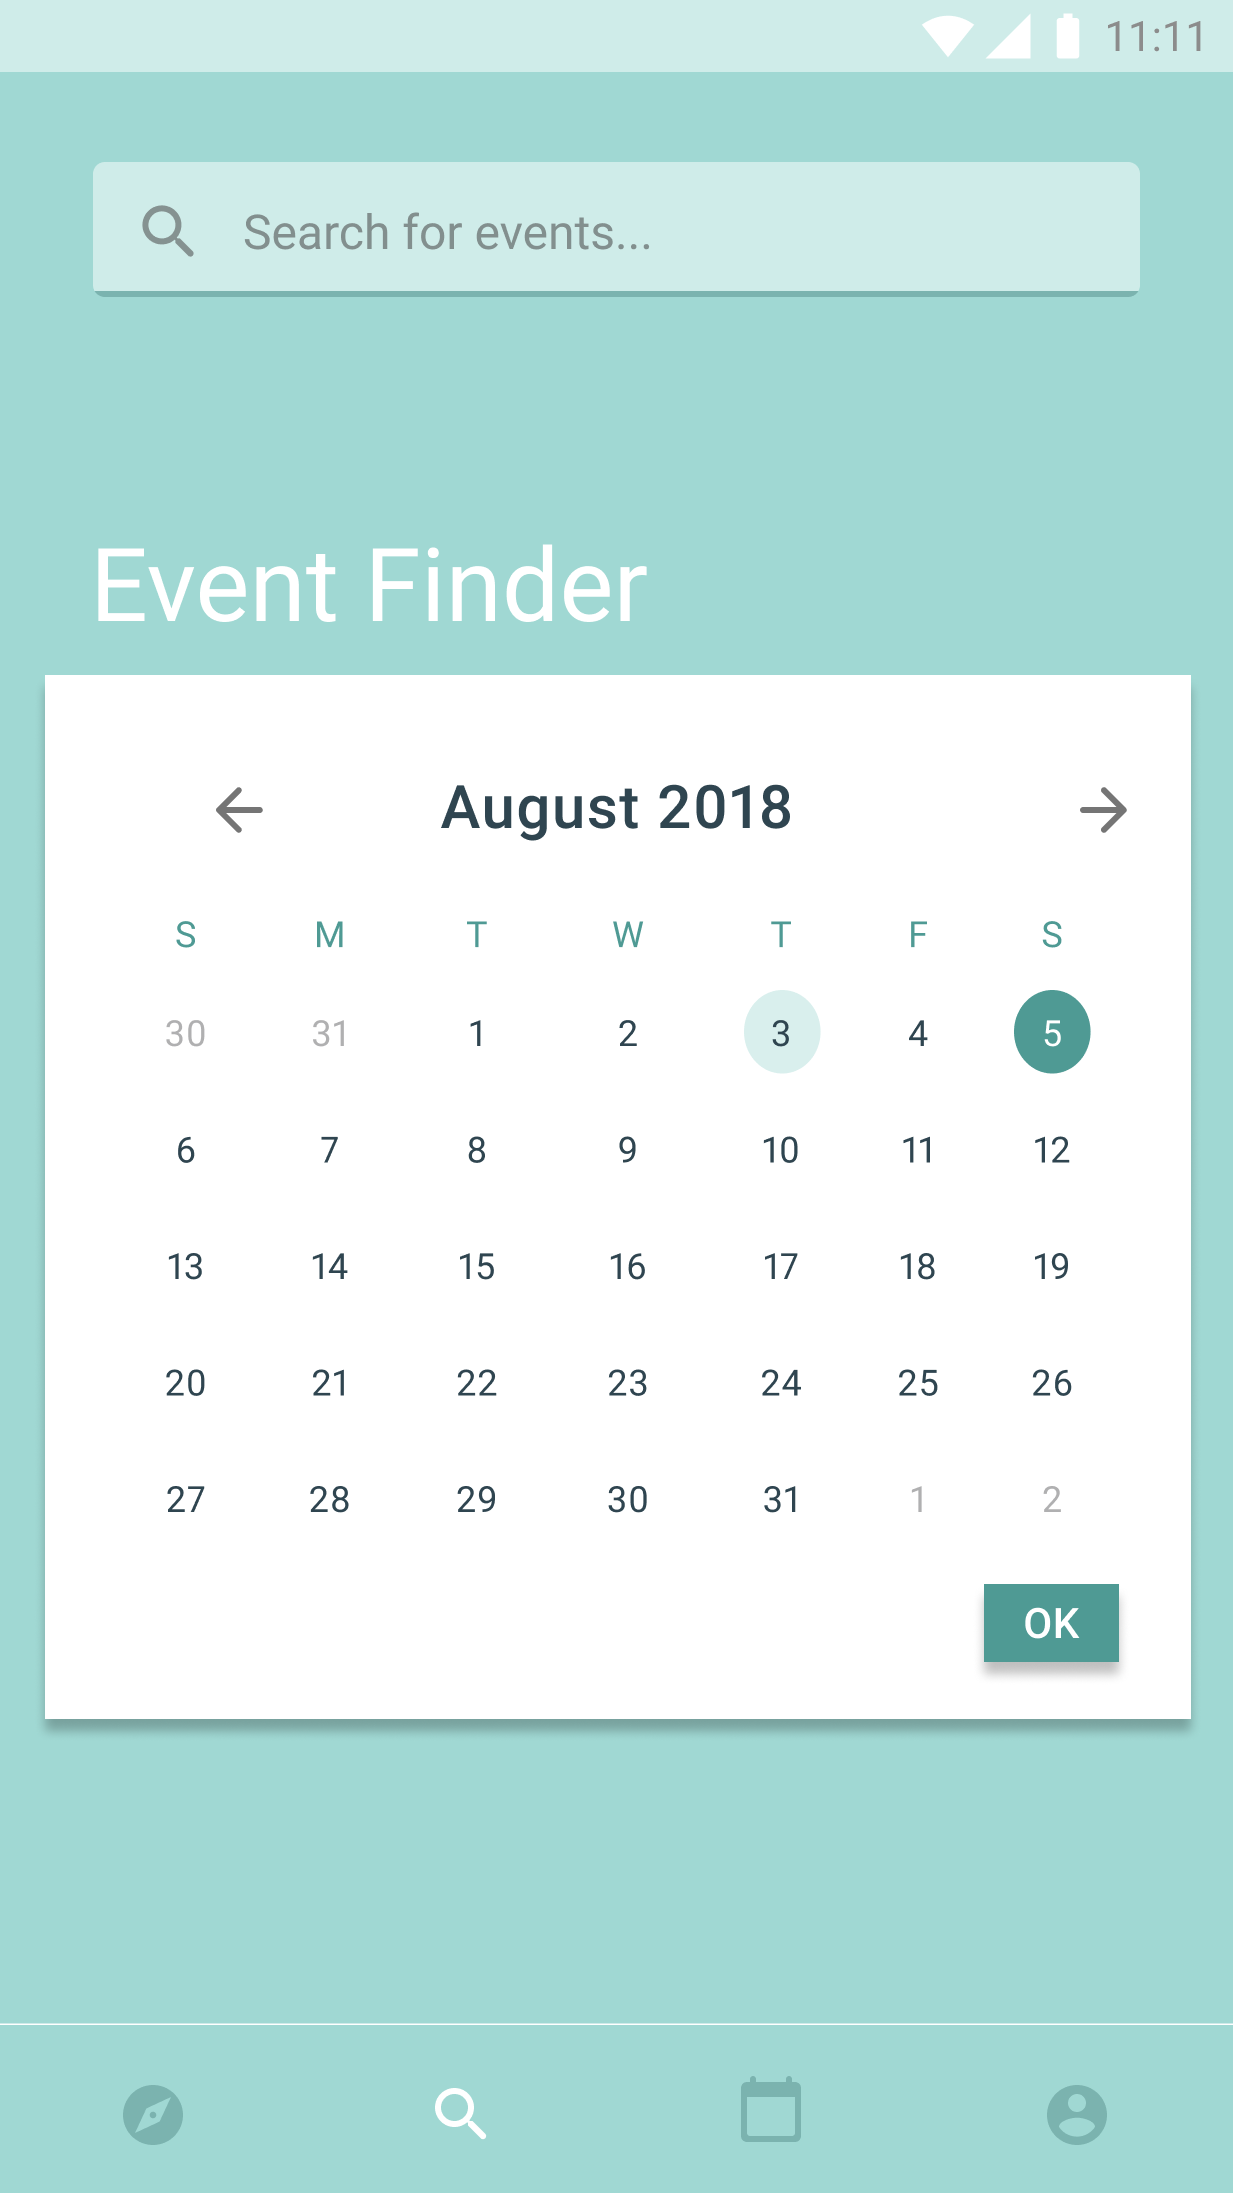 11:11
Search for events...
Event Finder
August 2018
S M T W T F S
30 31 1 2 3 4 5
6 7 8 9 10 11 12
13 14 15 16 17 18 19
20 21 22 23 24 25 26
27 28 29 30 31 1 2
OK